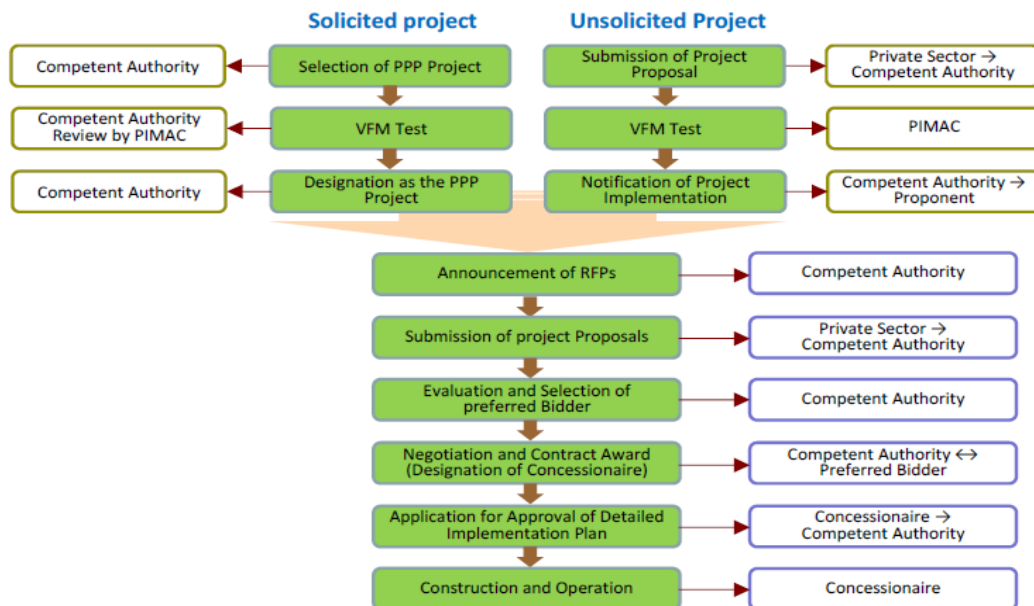 Solicited project
Unsolicited Project
Competent Authority
Selection of PPP Project
Submission of Project
Proposal
Private Sector →
Competent Authority
Competent Authority
Review by PIMAC
VFM Test
VFM Test
PIMAC
Competent Authority
Designation as the PPP
Project
Notification of Project
Implementation
Competent Authority →
Proponent
Announcement of RFPs
Competent Authority
Submission of project Proposals
Private Sector →
Competent Authority
Evaluation and Selection of
preferred Bidder
Competent Authority
Negotiation and Contract Award
(Designation of Concessionaire)
Competent Authority ↔
Preferred Bidder
Application for Approval of Detailed
Implementation Plan
Concessionaire →
Competent Authority
Construction and Operation
Concessionaire